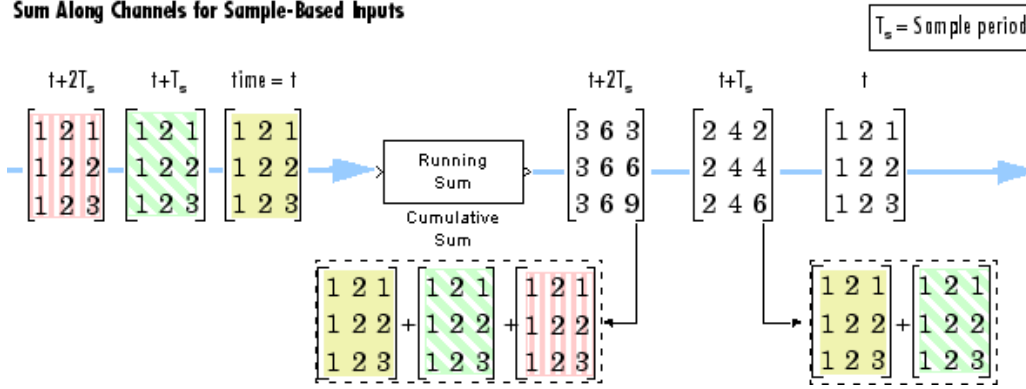 Sum Along Channels for Sample-Based Inputs
Tₛ = Sample period
t+2Tₛ t+Tₛ time = t t+2Tₛ t+Tₛ t
1 2 1 1 2 1 1 2 1 3 6 3 2 4 2 1 2 1
1 2 2 1 2 2 1 2 2 Running 3 6 6 2 4 4 1 2 2
Sum
1 2 3 1 2 3 1 2 3 3 6 9 2 4 6 1 2 3
Cumulative
Sum
1 2 1 1 2 1 1 2 1 1 2 1 1 2 1
1 2 2 + 1 2 2 + 1 2 2 1 2 2 + 1 2 2
1 2 3 1 2 3 1 2 3 1 2 3 1 2 3